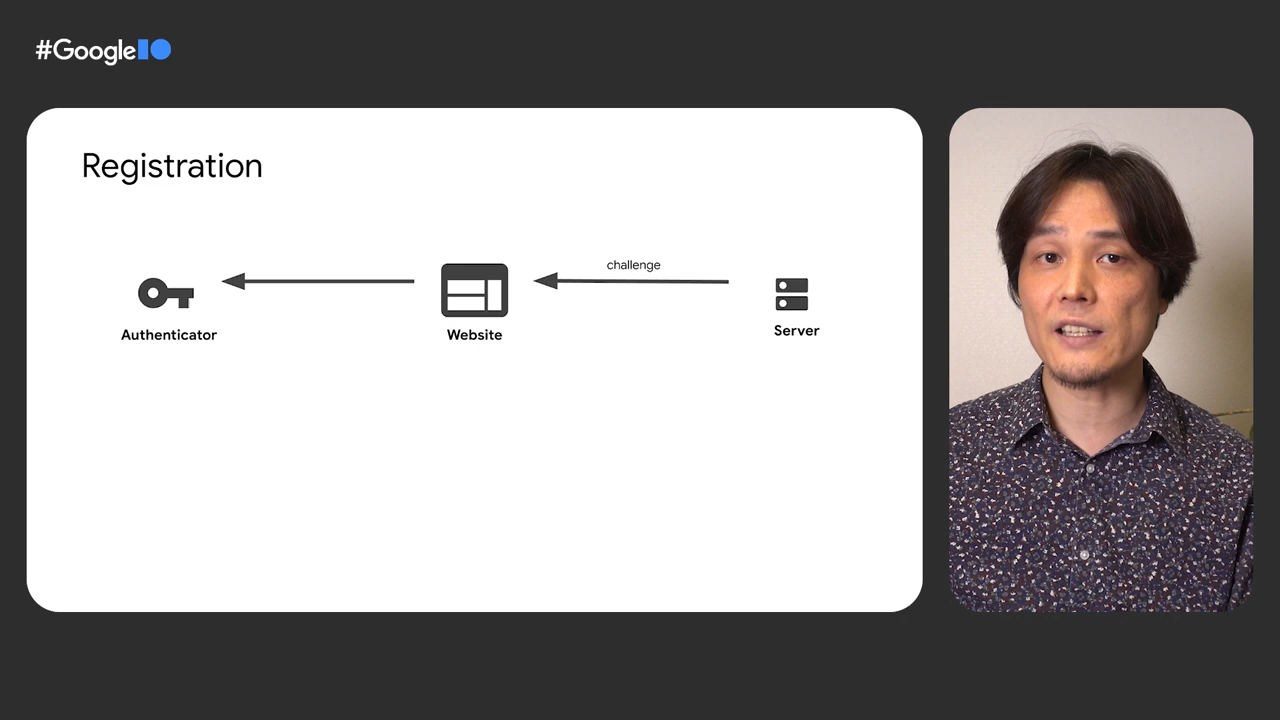 #GoogleIO
Registration
challenge
Authenticator
Website
Server